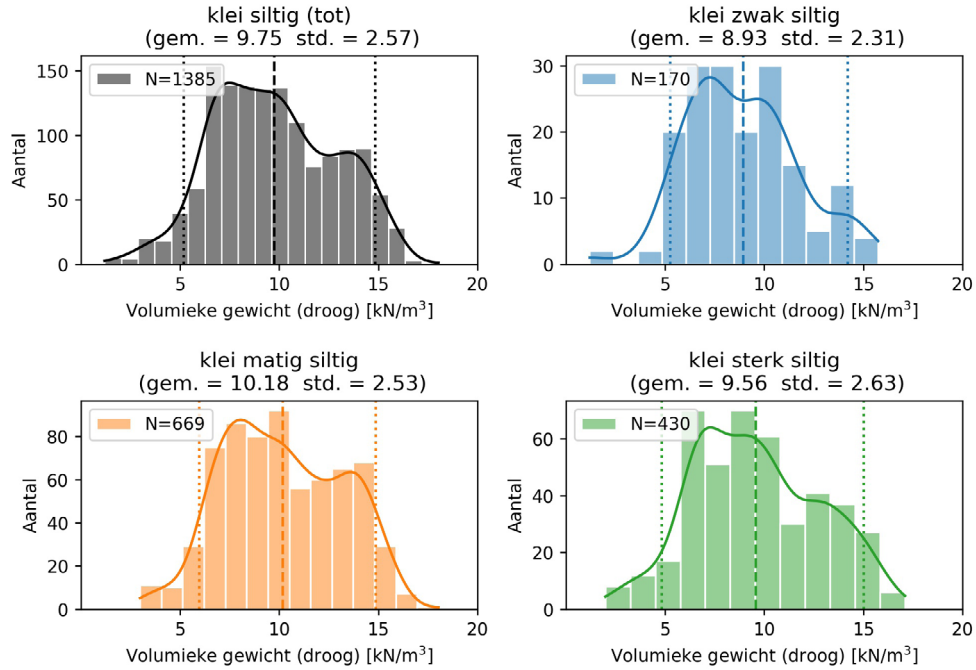 klei siltig (tot)
(gem. = 9.75  std. = 2.57)
N=1385
Aantal
150
100
50
0
5
10
15
20
Volumieke gewicht (droog) [kN/m³]
klei zwak siltig
(gem. = 8.93  std. = 2.31)
N=170
Aantal
30
20
10
0
5
10
15
20
Volumieke gewicht (droog) [kN/m³]
klei matig siltig
(gem. = 10.18  std. = 2.53)
N=669
Aantal
80
60
40
20
0
5
10
15
20
Volumieke gewicht (droog) [kN/m³]
klei sterk siltig
(gem. = 9.56  std. = 2.63)
N=430
Aantal
60
40
20
0
5
10
15
20
Volumieke gewicht (droog) [kN/m³]